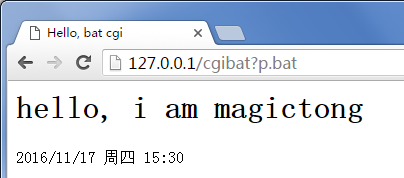 Hello, bat cgi
127.0.0.1/cgibat?p.bat
hello, i am magictong
2016/11/17 周四 15:30